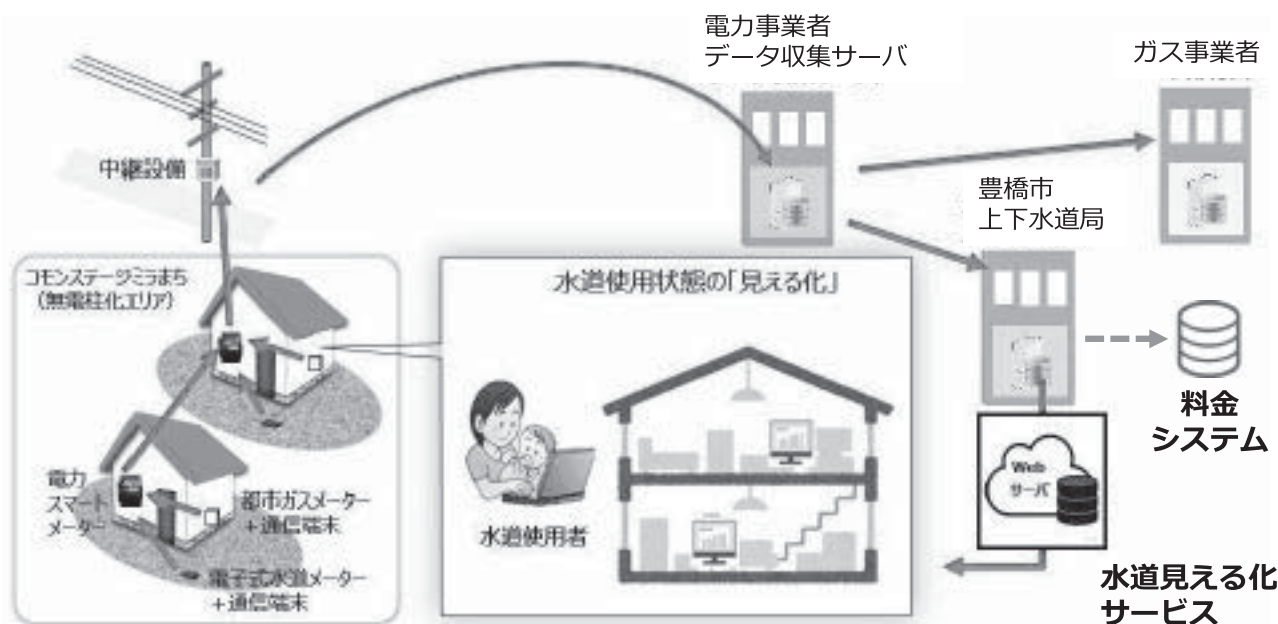 電力事業者
データ収集サーバ
ガス事業者
中継設備
豊橋市
上下水道局
コモンステージミラまち
（無電柱化エリア）
水道使用状態の「見える化」
水道使用者
電力
スマート
メーター
都市ガスメーター
＋通信端末
電子式水道メーター
＋通信端末
料金
システム
Web
サーバ
水道見える化
サービス